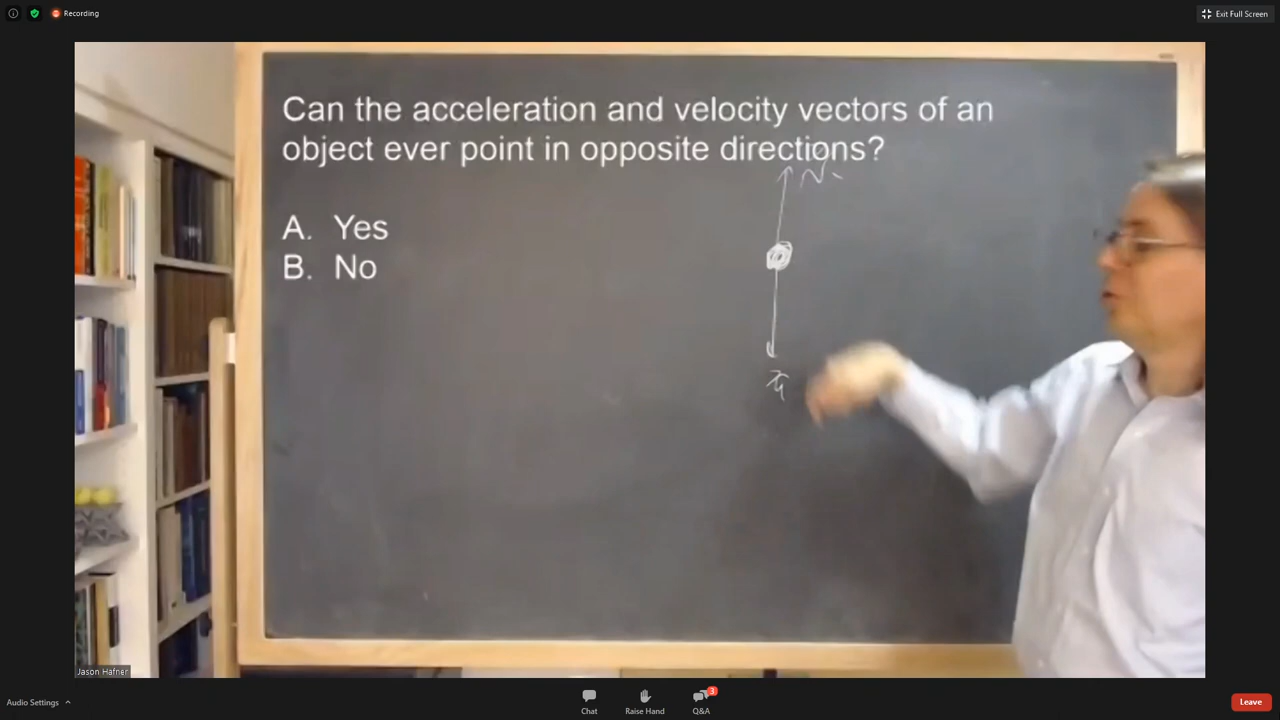 Recording
Exit Full Screen
Can the acceleration and velocity vectors of an
object ever point in opposite directions?
A. Yes
B. No
Jason Hafner
Audio Settings
Chat
Raise Hand
3
Q&A
Leave